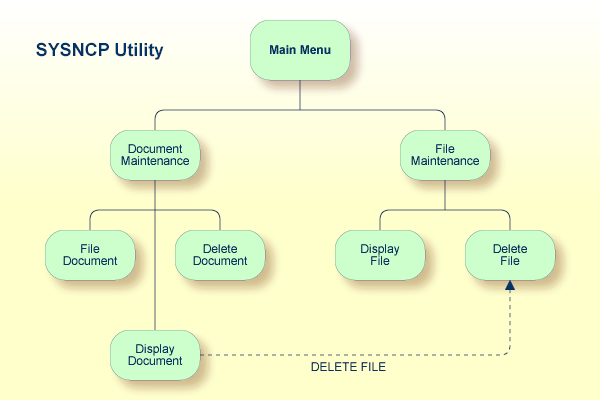 SYSNCP Utility
Main Menu
Document
Maintenance
File
Maintenance
File
Document
Delete
Document
Display
File
Delete
File
Display
Document
DELETE FILE